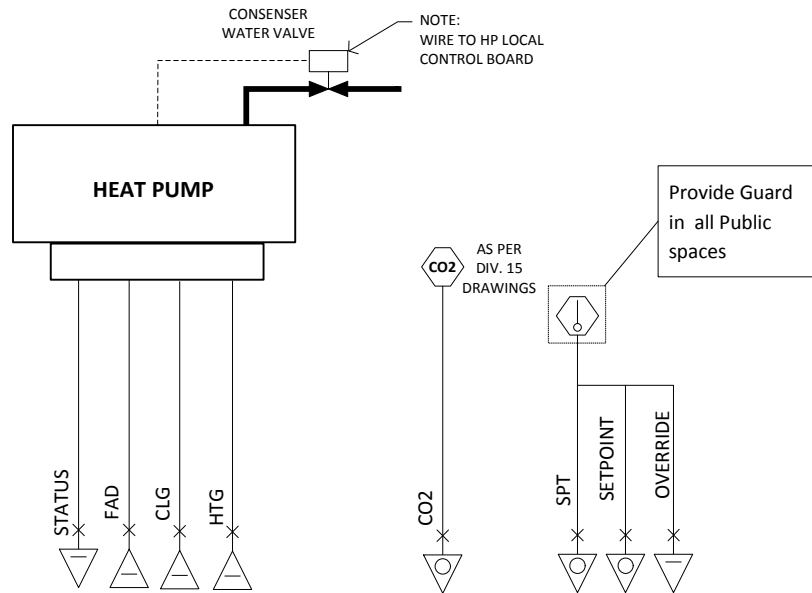 CONSENSER
WATER VALVE
NOTE:
WIRE TO HP LOCAL
CONTROL BOARD
HEAT PUMP
Provide Guard
in all Public
spaces
CO2
AS PER
DIV. 15
DRAWINGS
STATUS
FAD
CLG
HTG
CO2
SPT
SETPOINT
OVERRIDE